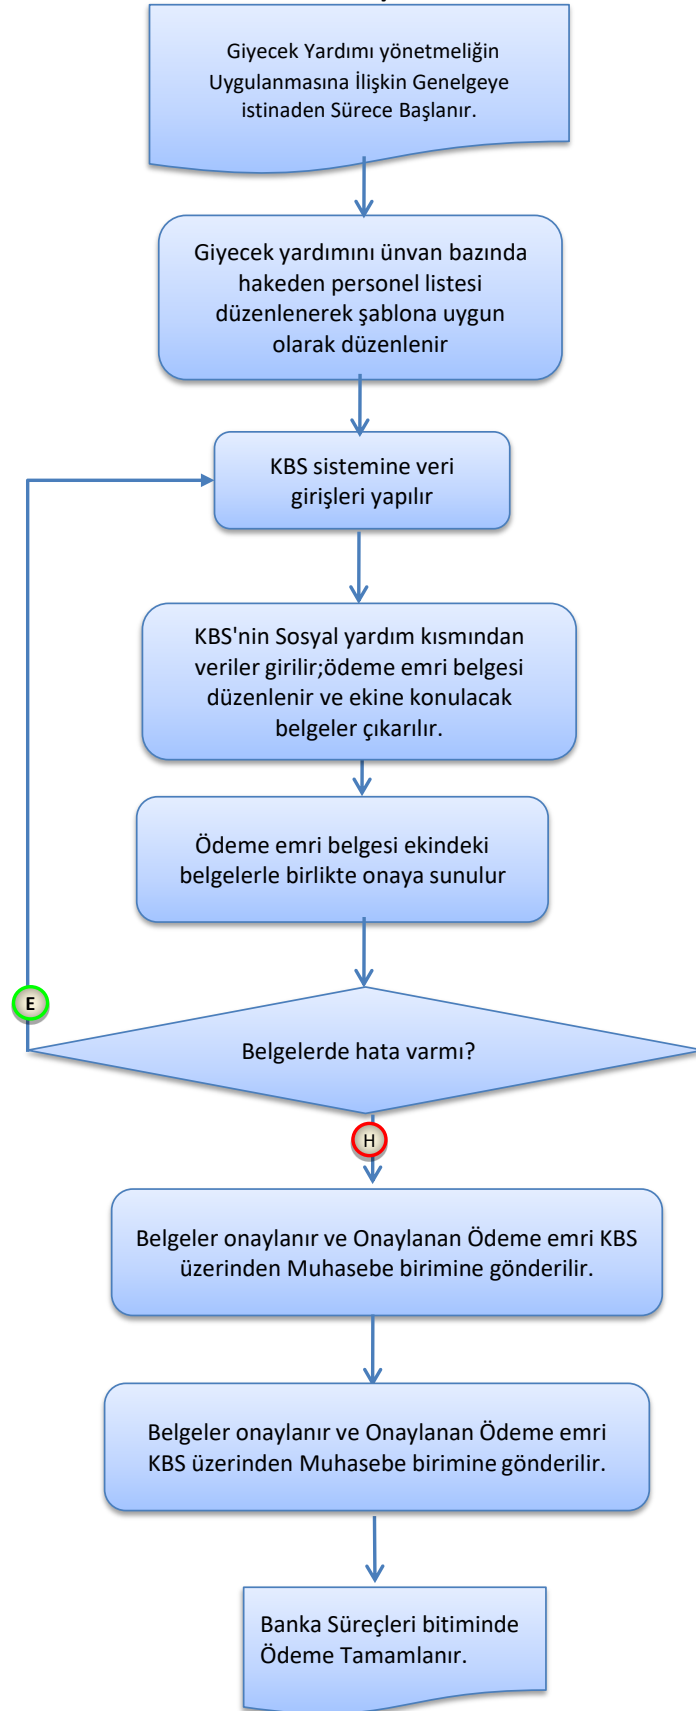 Giyecek Yardımı yönetmeliğin
Uygulanmasına İlişkin Genelgeye
istinaden Sürece Başlanır.
Giyecek yardımını ünvan bazında
hakeden personel listesi
düzenlenerek şablona uygun
olarak düzenlenir
KBS sistemine veri
girişleri yapılır
KBS'nin Sosyal yardım kısmından
veriler girilir;ödeme emri belgesi
düzenlenir ve ekine konulacak
belgeler çıkarılır.
Ödeme emri belgesi ekindeki
belgelerle birlikte onaya sunulur
E
Belgelerde hata varmı?
H
Belgeler onaylanır ve Onaylanan Ödeme emri KBS
üzerinden Muhasebe birimine gönderilir.
Belgeler onaylanır ve Onaylanan Ödeme emri
KBS üzerinden Muhasebe birimine gönderilir.
Banka Süreçleri bitiminde
Ödeme Tamamlanır.